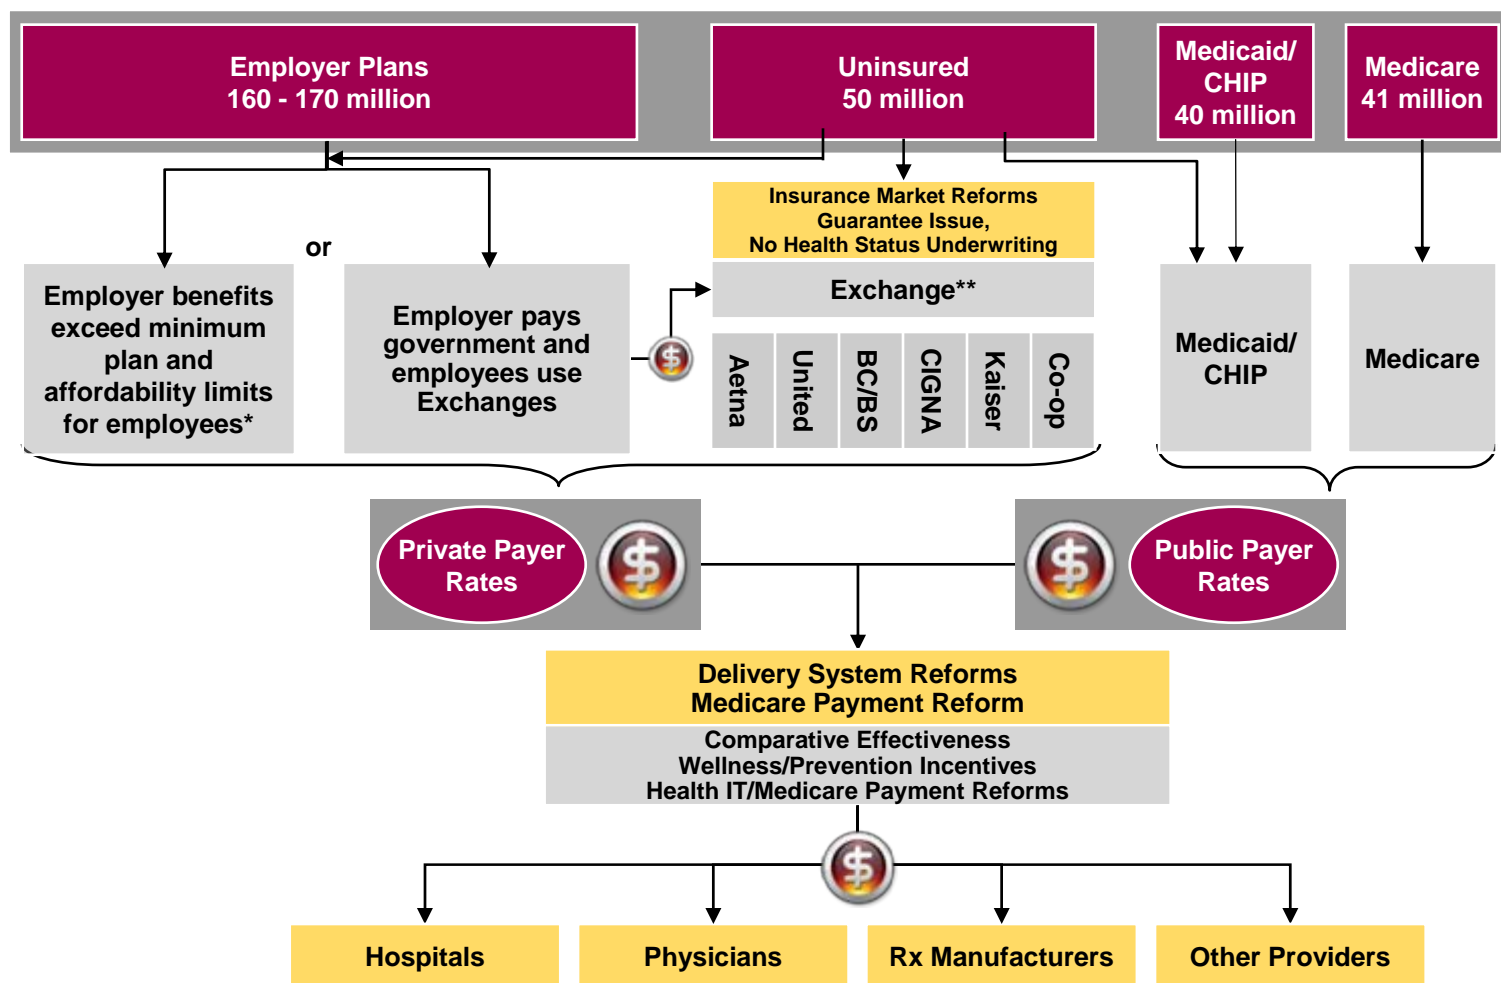 Employer Plans
160 - 170 million
Uninsured
50 million
Medicaid/
CHIP
40 million
Medicare
41 million
Insurance Market Reforms
Guarantee Issue,
No Health Status Underwriting
or
Employer benefits
exceed minimum
plan and
affordability limits
for employees*
Employer pays
government and
employees use
Exchanges
$
Exchange**
Aetna
United
BC/BS
CIGNA
Kaiser
Co-op
Medicaid/
CHIP
Medicare
Private Payer
Rates
$
$
Public Payer
Rates
Delivery System Reforms
Medicare Payment Reform
Comparative Effectiveness
Wellness/Prevention Incentives
Health IT/Medicare Payment Reforms
$
Hospitals
Physicians
Rx Manufacturers
Other Providers